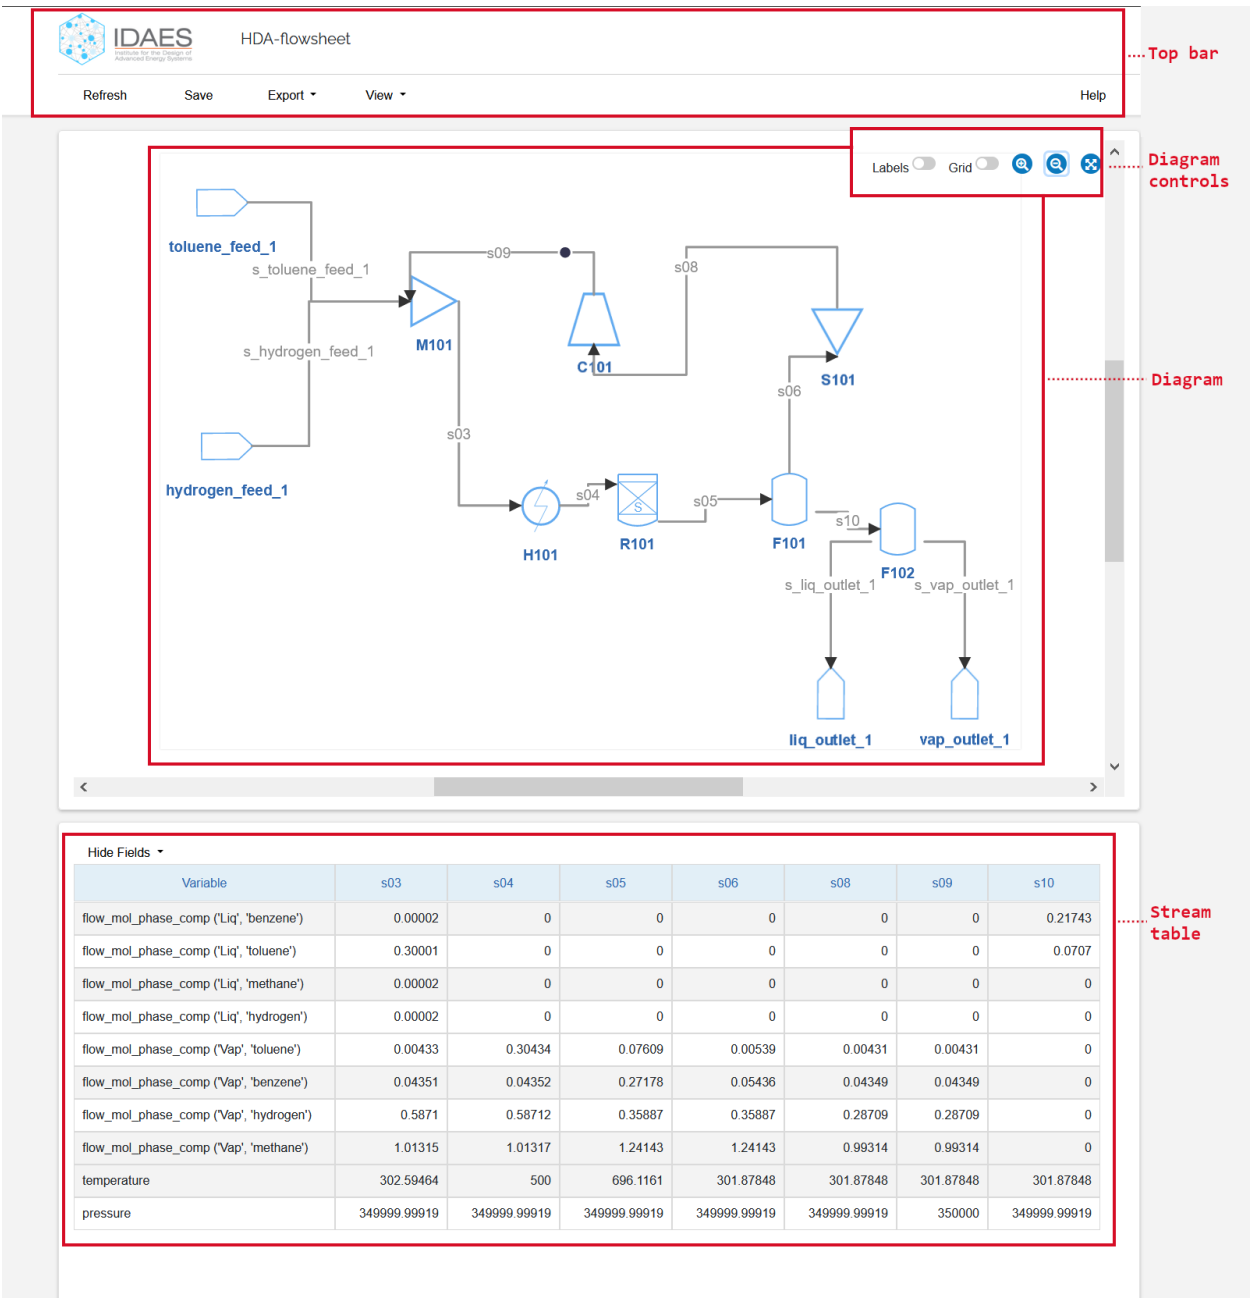 IDAES
Institute for the Design of
Advanced Energy Systems
HDA-flowsheet
Top bar
Refresh Save Export View Help
Labels Grid
Diagram
controls
toluene_feed_1
s_toluene_feed_1
s09
s08
M101
s_hydrogen_feed_1
C101
S101
Diagram
s06
s03
hydrogen_feed_1
s04
s05
s10
R101
F101
H101
F102
s_liq_outlet_1
s_vap_outlet_1
liq_outlet_1
vap_outlet_1
Hide Fields
Variable s03 s04 s05 s06 s08 s09 s10
flow_mol_phase_comp ('Liq', 'benzene') 0.00002 0 0 0 0 0 0.21743
Stream
table
flow_mol_phase_comp ('Liq', 'toluene') 0.30001 0 0 0 0 0 0.0707
flow_mol_phase_comp ('Liq', 'methane') 0.00002 0 0 0 0 0 0
flow_mol_phase_comp ('Liq', 'hydrogen') 0.00002 0 0 0 0 0 0
flow_mol_phase_comp ('Vap', 'toluene') 0.00433 0.30434 0.07609 0.00539 0.00431 0.00431 0
flow_mol_phase_comp ('Vap', 'benzene') 0.04351 0.04352 0.27178 0.05436 0.04349 0.04349 0
flow_mol_phase_comp ('Vap', 'hydrogen') 0.5871 0.58712 0.35887 0.35887 0.28709 0.28709 0
flow_mol_phase_comp ('Vap', 'methane') 1.01315 1.01317 1.24143 1.24143 0.99314 0.99314 0
temperature 302.59464 500 696.1161 301.87848 301.87848 301.87848 301.87848
pressure 349999.99919 349999.99919 349999.99919 349999.99919 349999.99919 350000 349999.99919
S